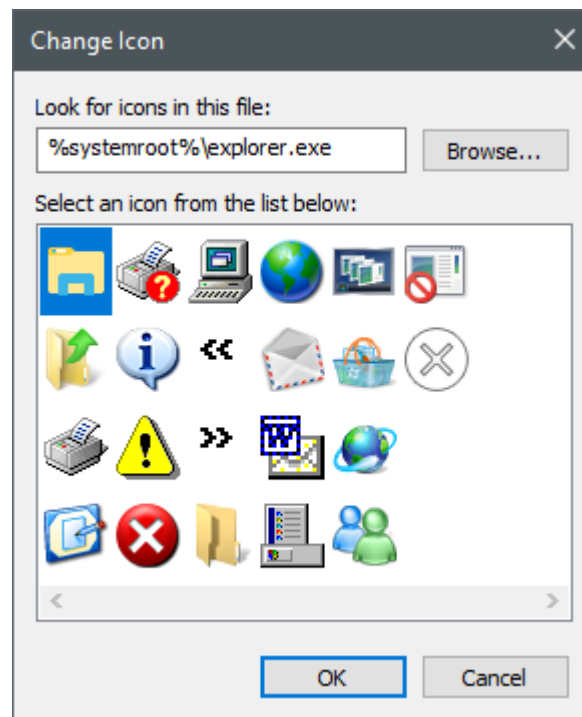 Change Icon
Look for icons in this file:
%systemroot%\explorer.exe
Browse...
Select an icon from the list below:
OK
Cancel